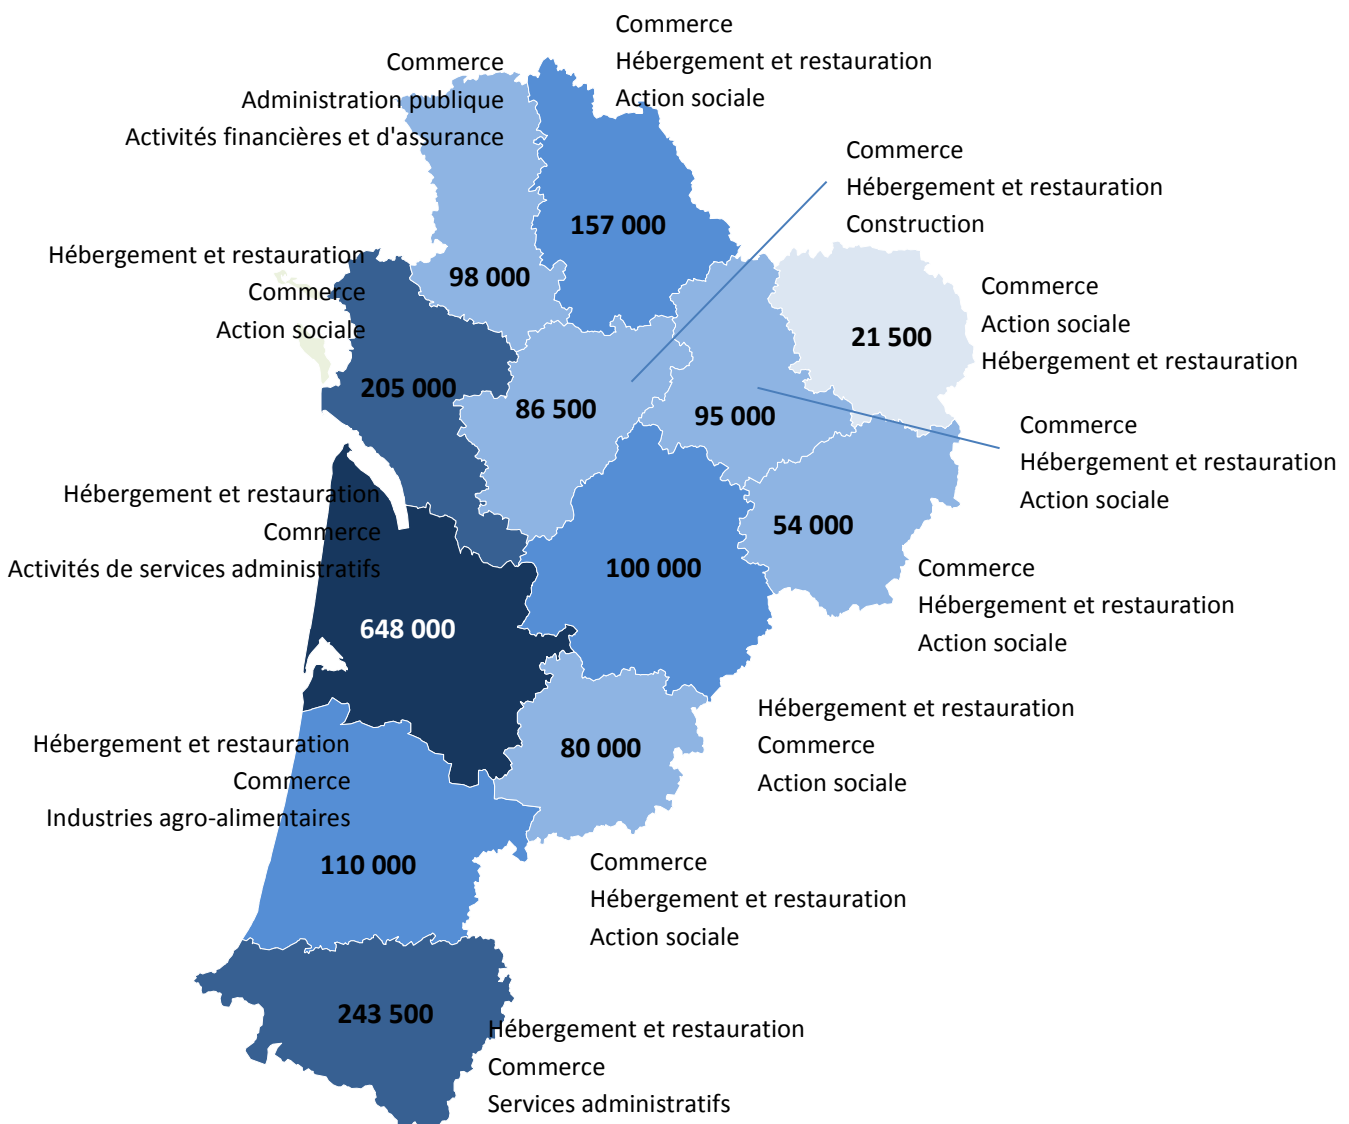 Commerce
Hébergement et restauration
Action sociale
Commerce
Administration publique
Activités financières et d'assurance
Commerce
Hébergement et restauration
Construction
157 000
98 000
Hébergement et restauration
Commerce
Action sociale
Commerce
Action sociale
Hébergement et restauration
21 500
205 000
86 500
95 000
Commerce
Hébergement et restauration
Action sociale
Hébergement et restauration
Commerce
Activités de services administratifs
54 000
100 000
Commerce
Hébergement et restauration
Action sociale
648 000
Hébergement et restauration
Commerce
Action sociale
Hébergement et restauration
Commerce
Industries agro-alimentaires
80 000
110 000
Commerce
Hébergement et restauration
Action sociale
243 500
Hébergement et restauration
Commerce
Services administratifs